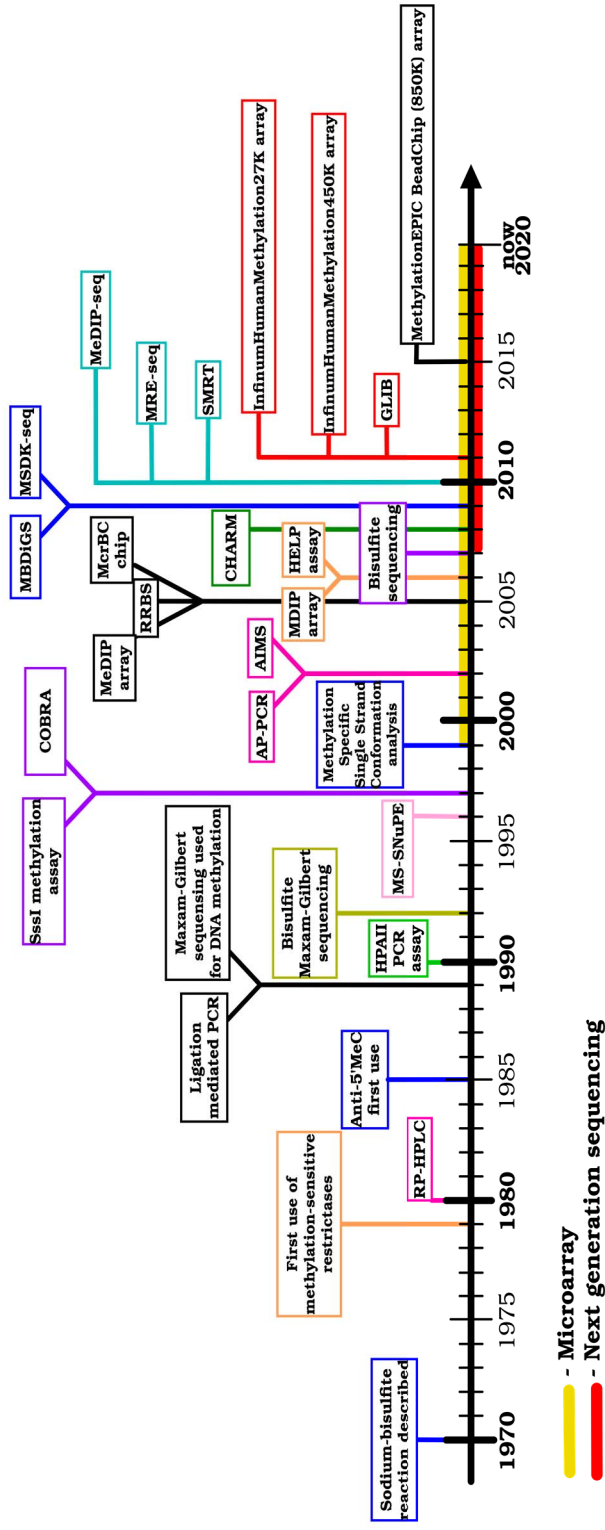 Sodium-bisulfite
reaction described
First use of
methylation-sensitive
restrictases
RP-HPLC
Anti-5'MeC
first use
Ligation
mediated PCR
Maxam-Gilbert
sequensing used
for DNA methylation
HPAII
PCR
assay
Bisulfite
Maxam-Gilbert
sequencing
MS-SNuPE
SssI methylation
assay
COBRA
Methylation
Specific
Single Strand
Conformation
analysis
AP-PCR
AIMS
MeDIP
array
RRBS
McrBC
chip
MDIP
array
HELP
assay
Bisulfite
sequencing
CHARM
MBDiGS
MSDK-seq
MeDIP-seq
MRE-seq
SMRT
InfinumHumanMethylation27K array
InfinumHumanMethylation450K array
GLIB
MethylationEPIC BeadChip (850K) array
1970
1975
1980
1985
1990
1995
2000
2005
2010
2015
now
2020
- Microarray
- Next generation sequencing